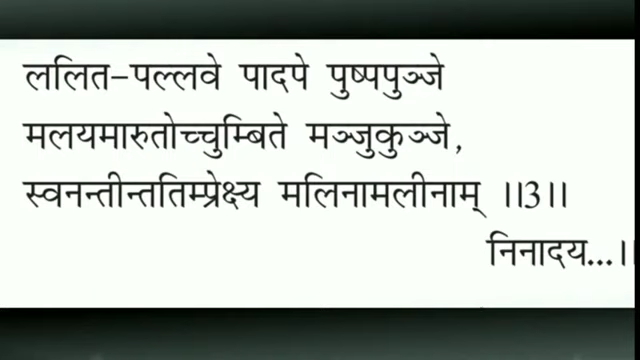 ललित-पल्लवे पादपे पुष्पपुञ्जे
मलयमारुतोच्चुम्बिते मञ्जुकुञ्जे,
स्वनन्तीन्ततिम्प्रेक्ष्य मलिनामलीनाम् ।।3।।
निनादय...।।